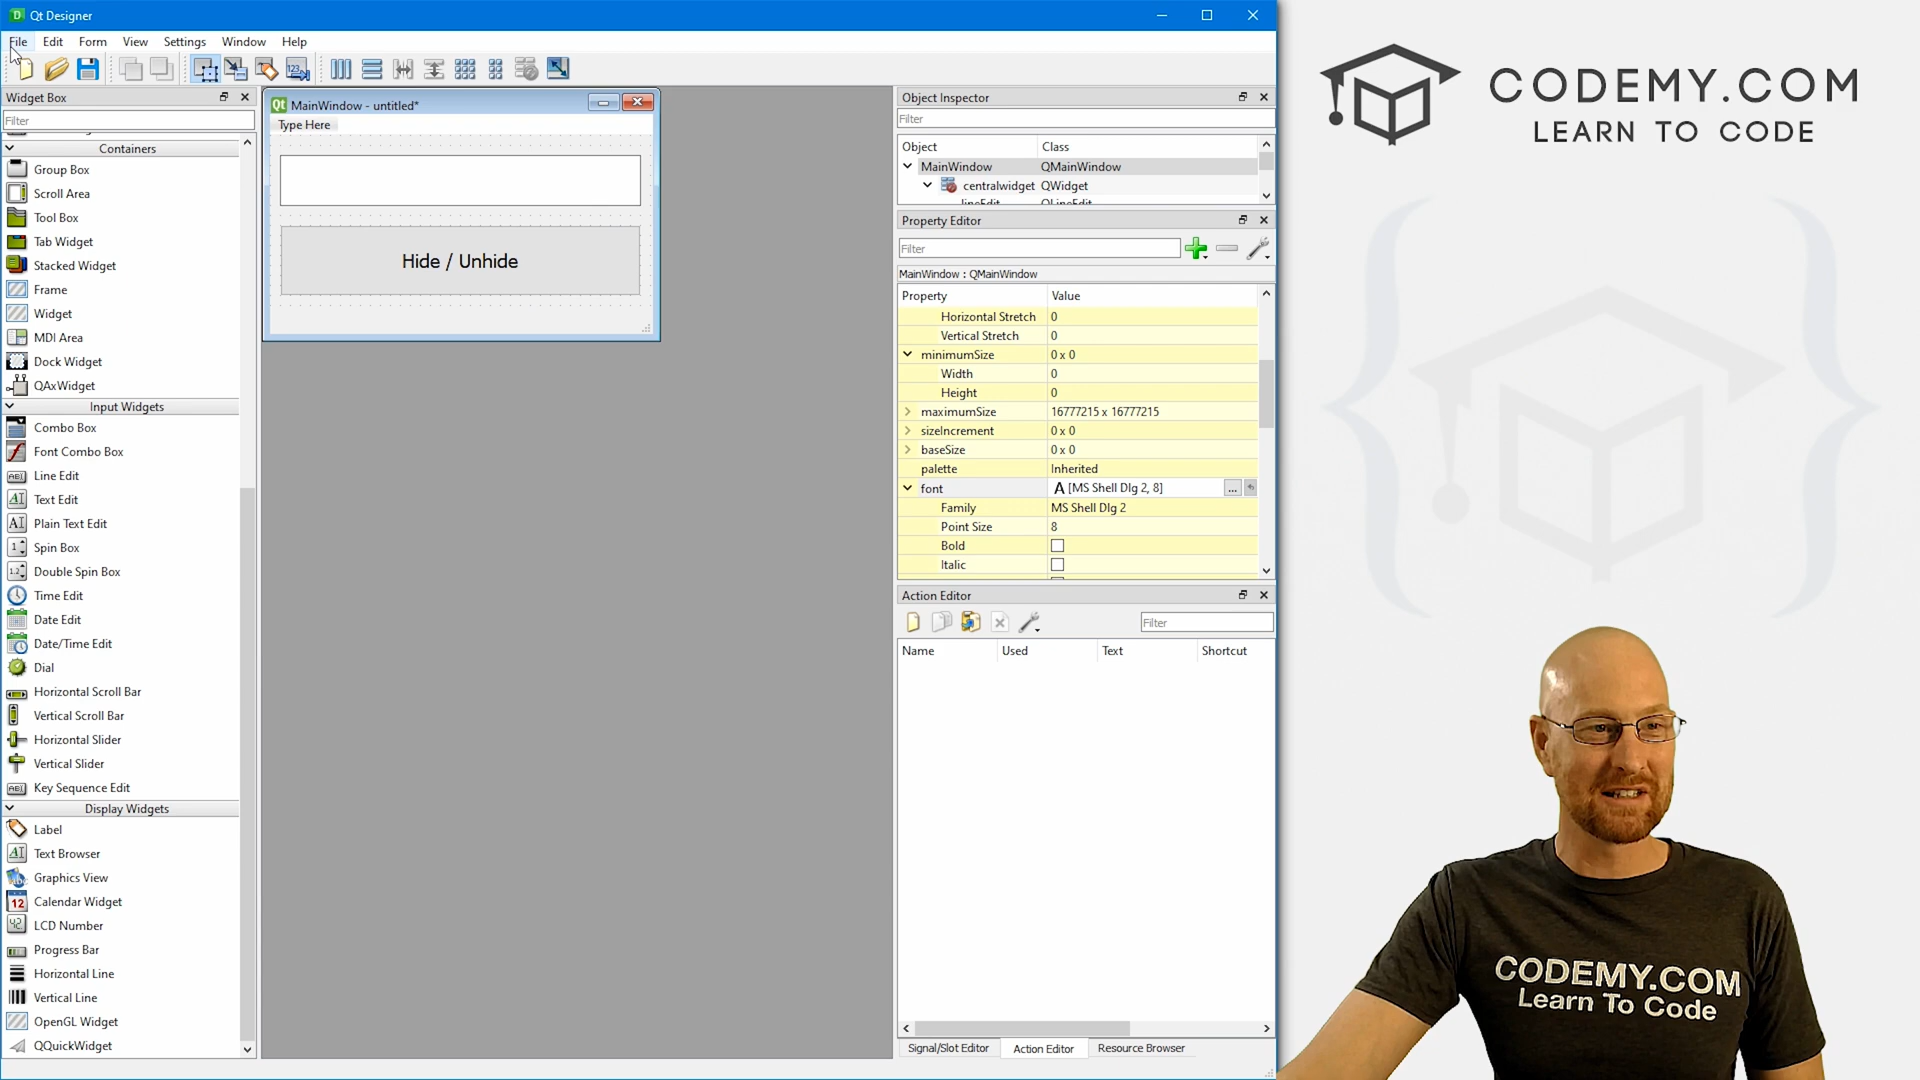 Qt Designer
File Edit Form View Settings Window Help
Widget Box
Filter
Containers
Group Box
Scroll Area
Tool Box
Tab Widget
Stacked Widget
Frame
Widget
MDI Area
Dock Widget
QAxWidget
Input Widgets
Combo Box
Font Combo Box
Line Edit
Text Edit
Plain Text Edit
Spin Box
Double Spin Box
Time Edit
Date Edit
Date/Time Edit
Dial
Horizontal Scroll Bar
Vertical Scroll Bar
Horizontal Slider
Vertical Slider
Key Sequence Edit
Display Widgets
Label
Text Browser
Graphics View
Calendar Widget
LCD Number
Progress Bar
Horizontal Line
Vertical Line
OpenGL Widget
QQuickWidget
MainWindow - untitled*
Type Here
Hide / Unhide
Object Inspector
Filter
Object Class
MainWindow QMainWindow
centralwidget QWidget
lineEdit QLineEdit
Property Editor
Filter
MainWindow : QMainWindow
Property Value
Horizontal Stretch 0
Vertical Stretch 0
minimumSize 0 x 0
Width 0
Height 0
maximumSize 16777215 x 16777215
sizeIncrement 0 x 0
baseSize 0 x 0
palette Inherited
font A [MS Shell Dlg 2, 8] ...
Family MS Shell Dlg 2
Point Size 8
Bold
Italic
Action Editor
Filter
Name Used Text Shortcut
Signal/Slot Editor Action Editor Resource Browser
CODEMY.COM
LEARN TO CODE
CODEMY.COM
Learn To Code